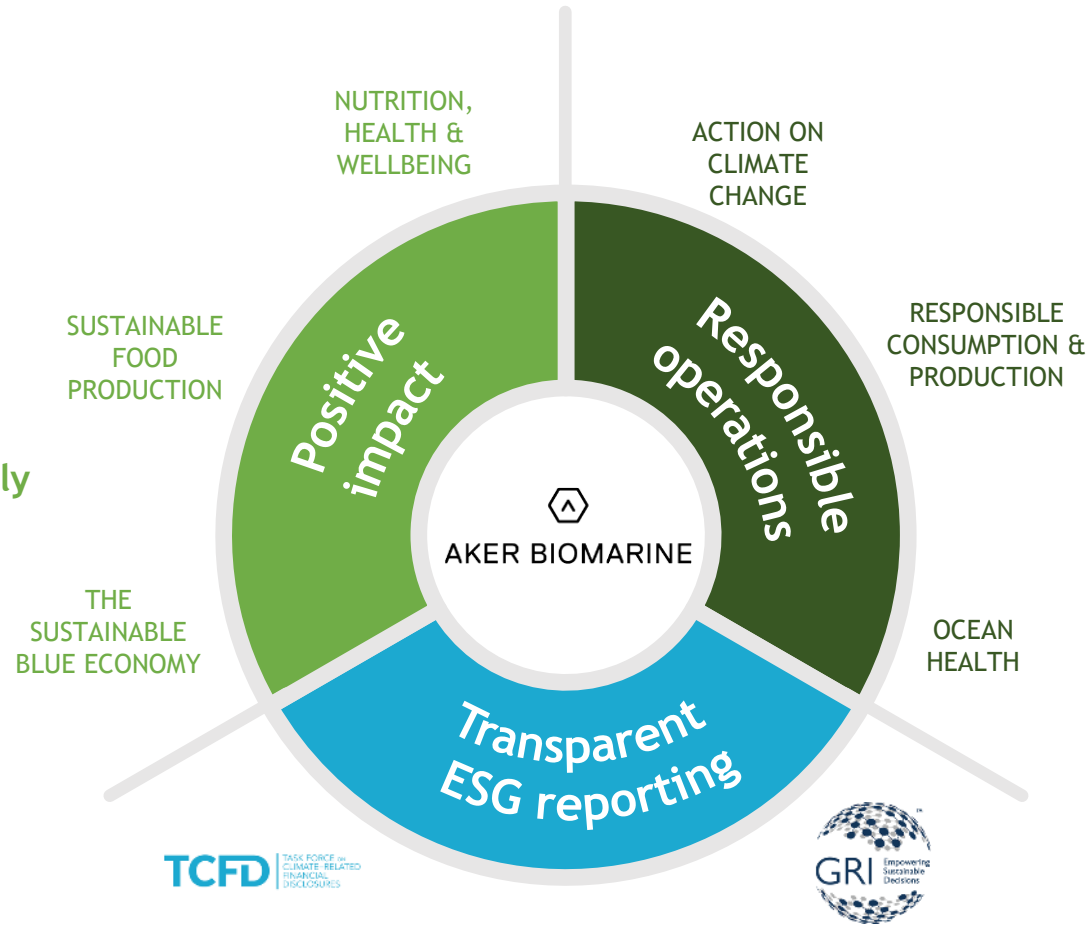 NUTRITION,
HEALTH &
WELLBEING
ACTION ON
CLIMATE
CHANGE
SUSTAINABLE
FOOD
PRODUCTION
RESPONSIBLE
CONSUMPTION &
PRODUCTION
Positive
impact
Responsible
operations
ly
AKER BIOMARINE
THE
SUSTAINABLE
BLUE ECONOMY
OCEAN
HEALTH
Transparent
ESG reporting
TCFD
TASK FORCE ON
CLIMATE-RELATED
FINANCIAL
DISCLOSURES
GRI
Empowering
Sustainable
Decisions
™